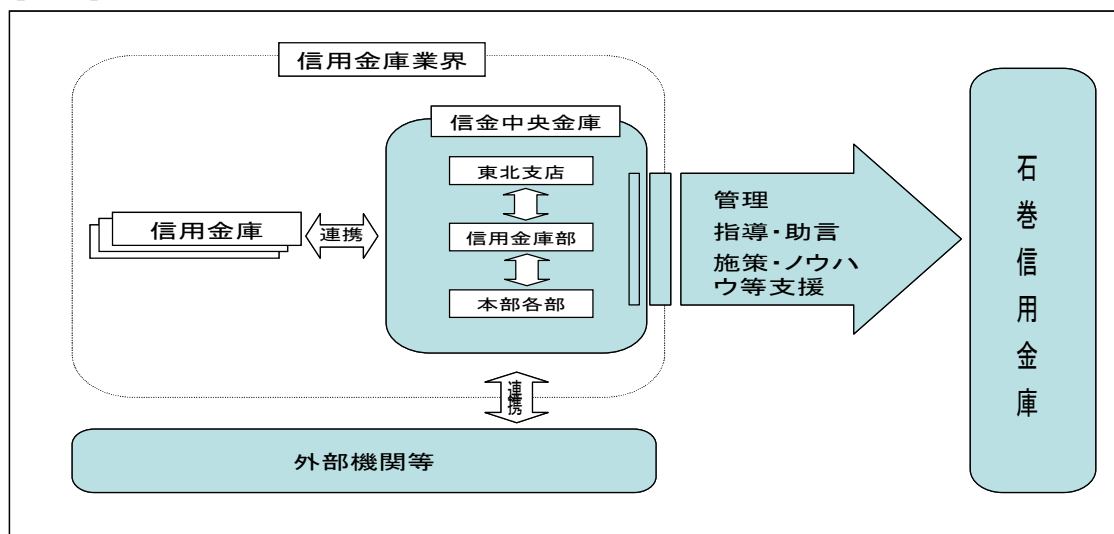 信用金庫業界
信金中央金庫
東北支店
信用金庫
連携
信用金庫部
本部各部
管理
指導・助言
施策・ノウハ
ウ等支援
石巻信用金庫
連携
外部機関等